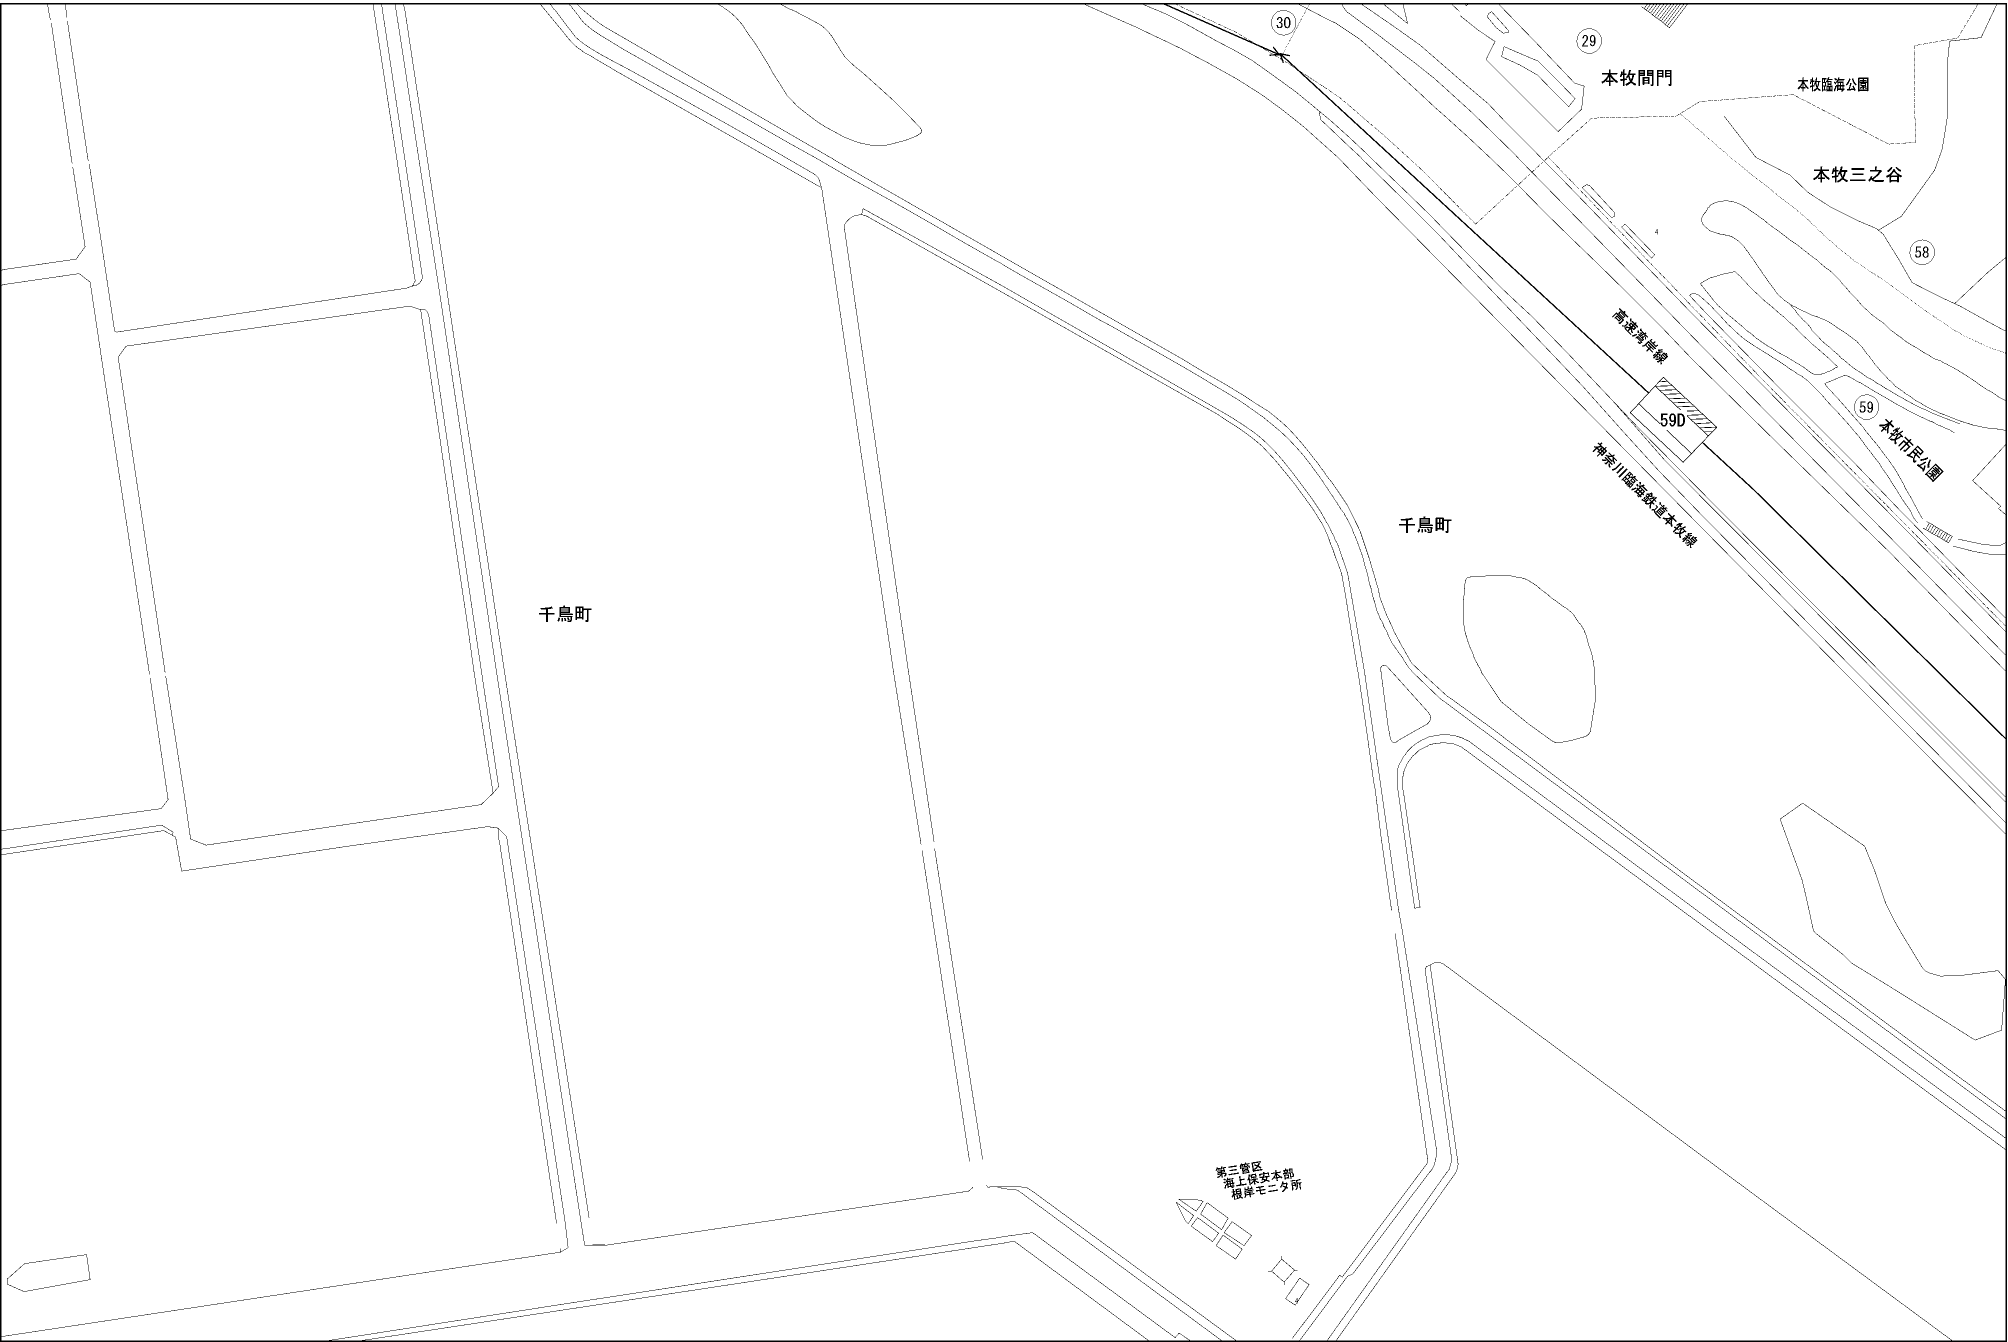 30
29
本牧間門
本牧臨海公園
本牧三之谷
4
58
高速湾岸線
59
59D
本牧市民公園
神奈川臨海鉄道本牧線
千鳥町
千鳥町
第三管区
海上保安本部
根岸モニタ所